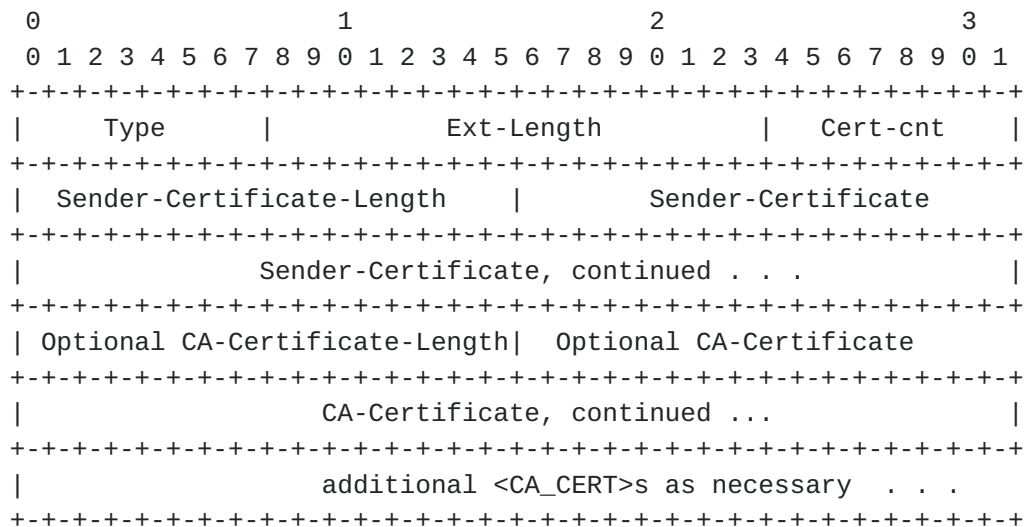 0                   1                   2                   3
 0 1 2 3 4 5 6 7 8 9 0 1 2 3 4 5 6 7 8 9 0 1 2 3 4 5 6 7 8 9 0 1
+-+-+-+-+-+-+-+-+-+-+-+-+-+-+-+-+-+-+-+-+-+-+-+-+-+-+-+-+-+-+-+-+
|     Type      |           Ext-Length          |   Cert-cnt    |
+-+-+-+-+-+-+-+-+-+-+-+-+-+-+-+-+-+-+-+-+-+-+-+-+-+-+-+-+-+-+-+-+
|  Sender-Certificate-Length    |        Sender-Certificate
+-+-+-+-+-+-+-+-+-+-+-+-+-+-+-+-+-+-+-+-+-+-+-+-+-+-+-+-+-+-+-+-+
|               Sender-Certificate, continued . . .             |
+-+-+-+-+-+-+-+-+-+-+-+-+-+-+-+-+-+-+-+-+-+-+-+-+-+-+-+-+-+-+-+-+
| Optional CA-Certificate-Length|  Optional CA-Certificate
+-+-+-+-+-+-+-+-+-+-+-+-+-+-+-+-+-+-+-+-+-+-+-+-+-+-+-+-+-+-+-+-+
|                   CA-Certificate, continued ...               |
+-+-+-+-+-+-+-+-+-+-+-+-+-+-+-+-+-+-+-+-+-+-+-+-+-+-+-+-+-+-+-+-+
|                   additional <CA_CERT>s as necessary  . . .
+-+-+-+-+-+-+-+-+-+-+-+-+-+-+-+-+-+-+-+-+-+-+-+-+-+-+-+-+-+-+-+-+